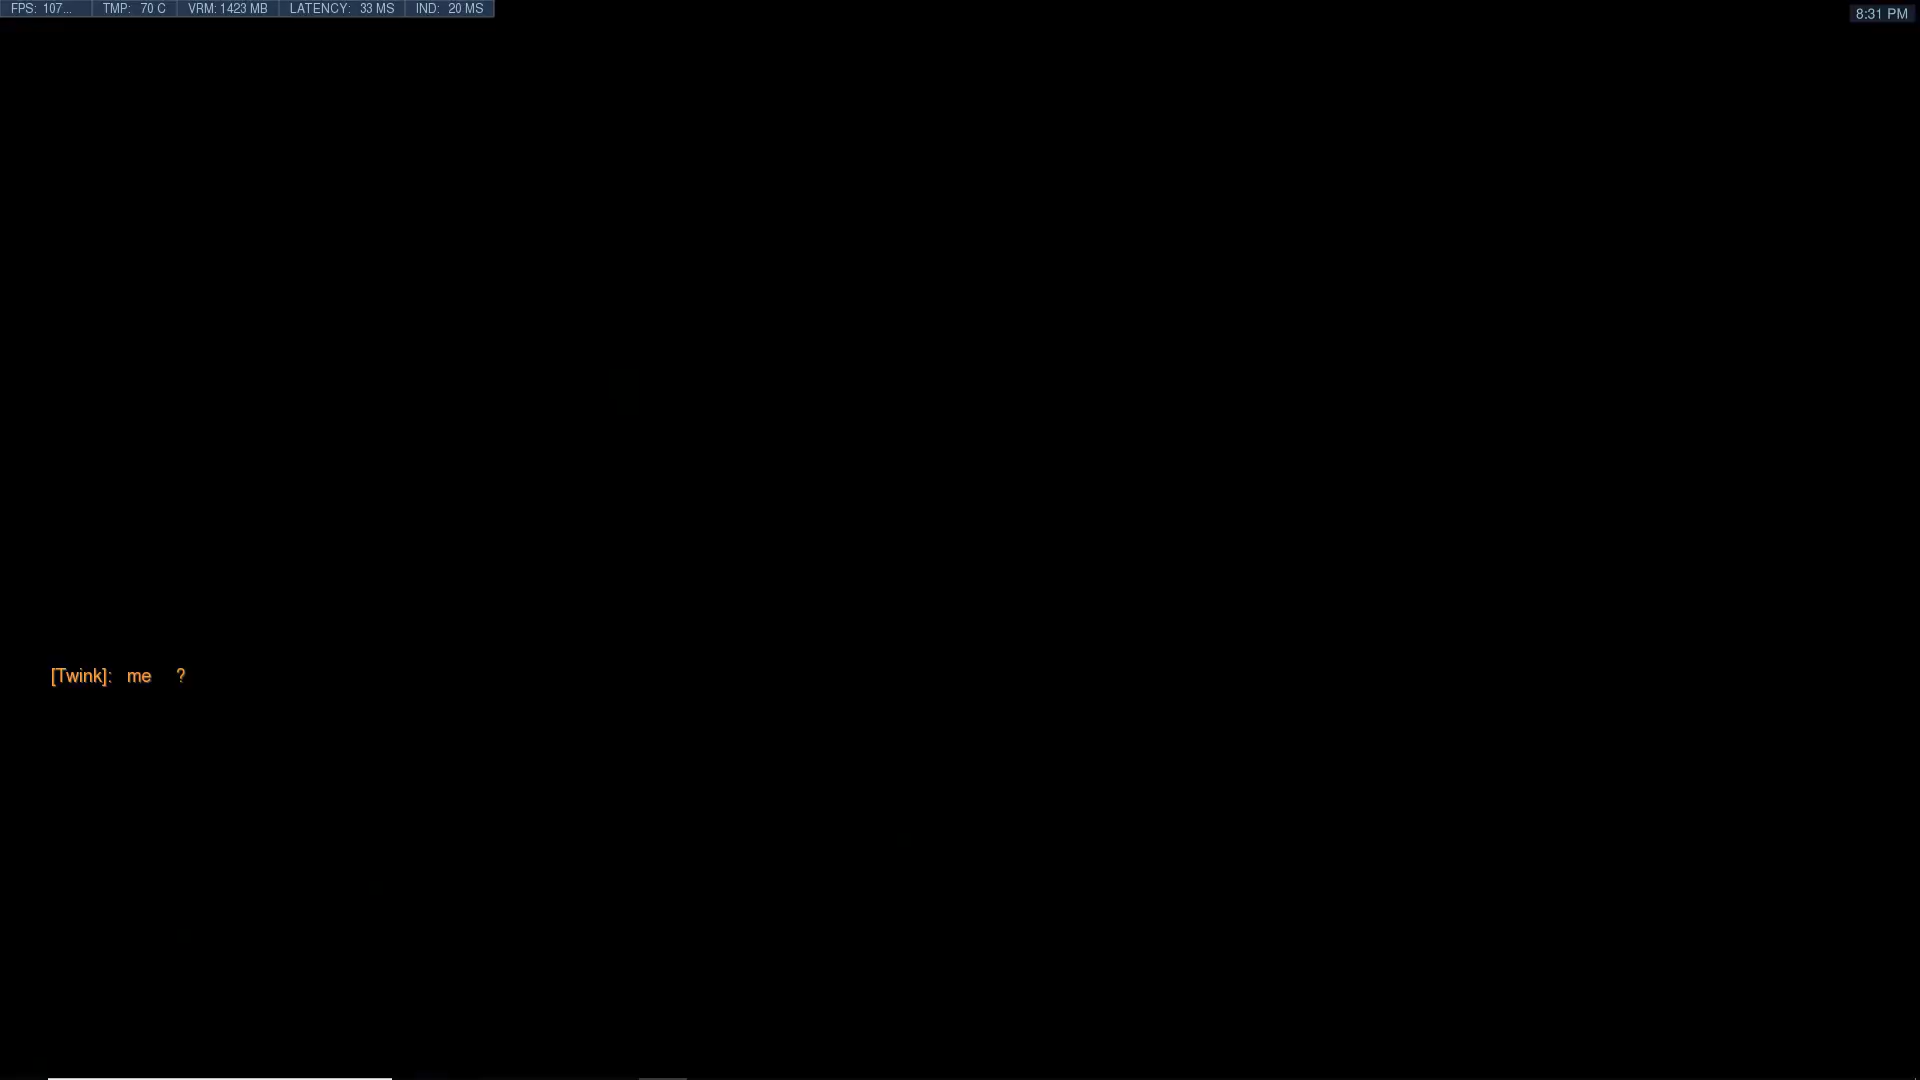 FPS: 107... TMP: 70 C VRM: 1423 MB LATENCY: 33 MS IND: 20 MS
8:31 PM
[Twink]: me ?